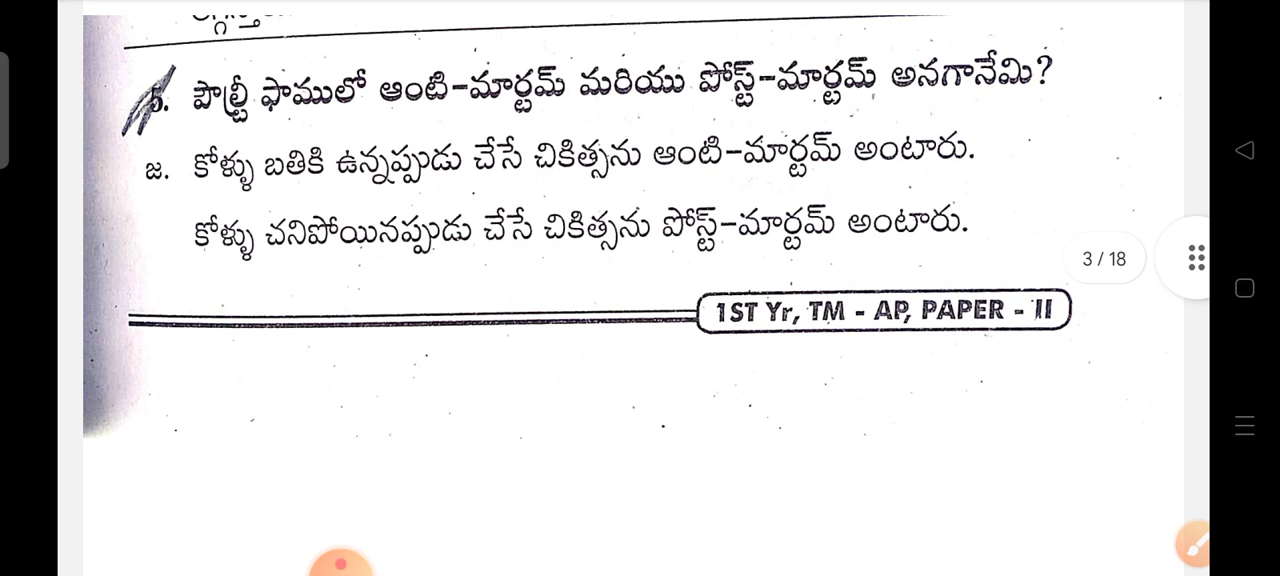 5. పౌల్ట్రీ ఫాములో ఆంటి-మార్టమ్ మరియు పోస్ట్-మార్టమ్ అనగానేమి?
జ. కోళ్ళు బతికి ఉన్నప్పుడు చేసే చికిత్సను ఆంటి-మార్టమ్ అంటారు.
కోళ్ళు చనిపోయినప్పుడు చేసే చికిత్సను పోస్ట్-మార్టమ్ అంటారు.
3 / 18
1ST Yr, TM - AP, PAPER - II